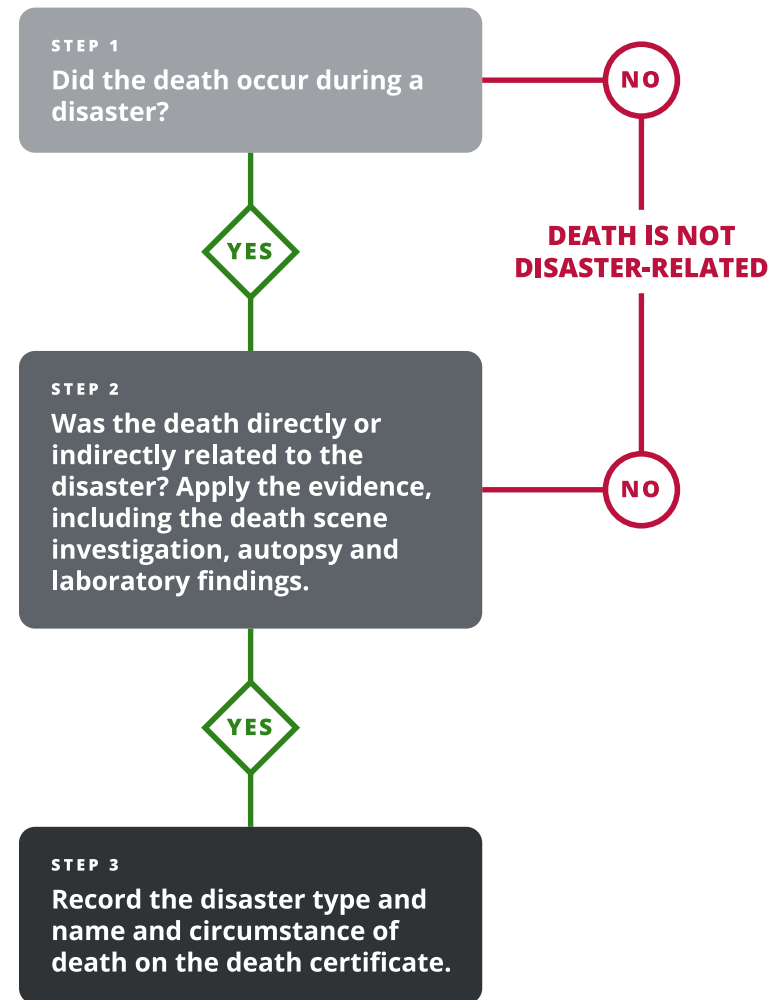 STEP 1
Did the death occur during a
disaster?
NO
YES
DEATH IS NOT
DISASTER-RELATED
STEP 2
Was the death directly or
indirectly related to the
disaster? Apply the evidence,
including the death scene
investigation, autopsy and
laboratory findings.
NO
YES
STEP 3
Record the disaster type and
name and circumstance of
death on the death certificate.